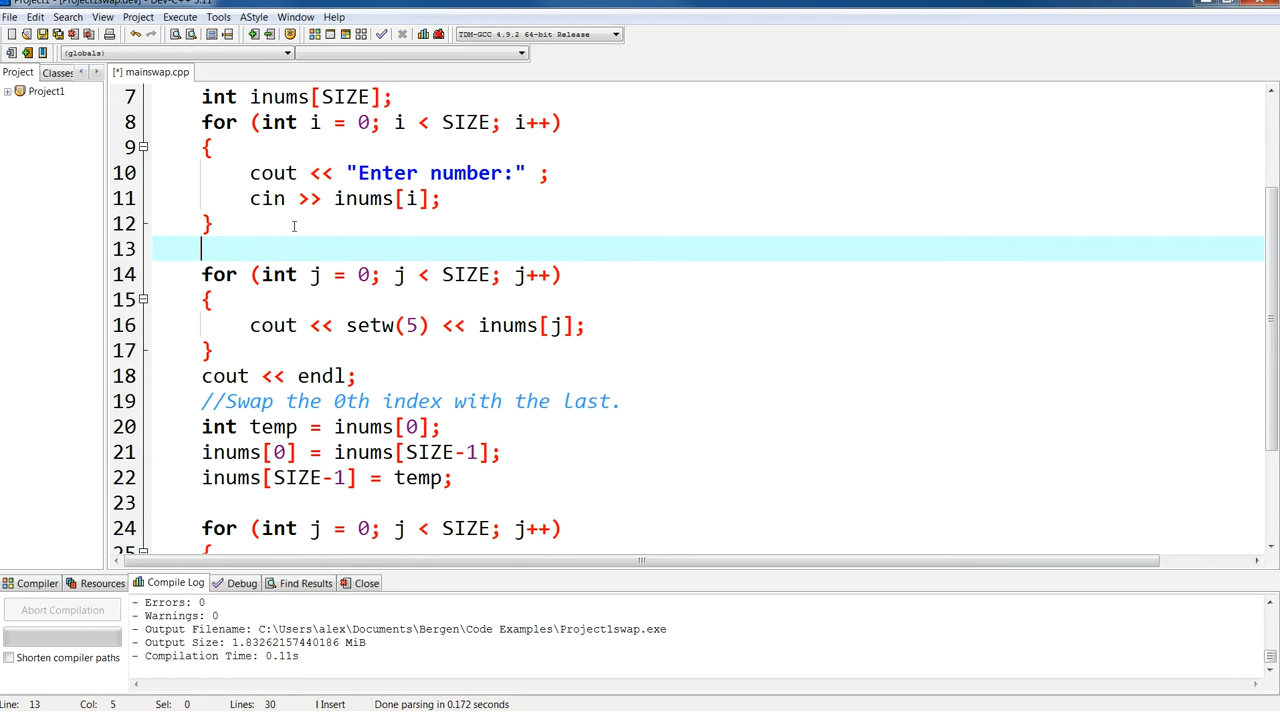 Project1 - [Project1swap.dev] - Dev-C++ 5.11
File Edit Search View Project Execute Tools AStyle Window Help
TDM-GCC 4.9.2 64-bit Release
(globals)
Project Classes [*] mainswap.cpp
Project1
7 int inums[SIZE];
8 for (int i = 0; i < SIZE; i++)
9 {
10 cout << "Enter number:" ;
11 cin >> inums[i];
12 }
13
14 for (int j = 0; j < SIZE; j++)
15 {
16 cout << setw(5) << inums[j];
17 }
18 cout << endl;
19 //Swap the 0th index with the last.
20 int temp = inums[0];
21 inums[0] = inums[SIZE-1];
22 inums[SIZE-1] = temp;
23
24 for (int j = 0; j < SIZE; j++)
25 {
Compiler Resources Compile Log Debug Find Results Close
Abort Compilation
Shorten compiler paths
- Errors: 0
- Warnings: 0
- Output Filename: C:\Users\alex\Documents\Bergen\Code Examples\Project1swap.exe
- Output Size: 1.83262157440186 MiB
- Compilation Time: 0.11s
Line: 13 Col: 5 Sel: 0 Lines: 30 Insert Done parsing in 0.172 seconds